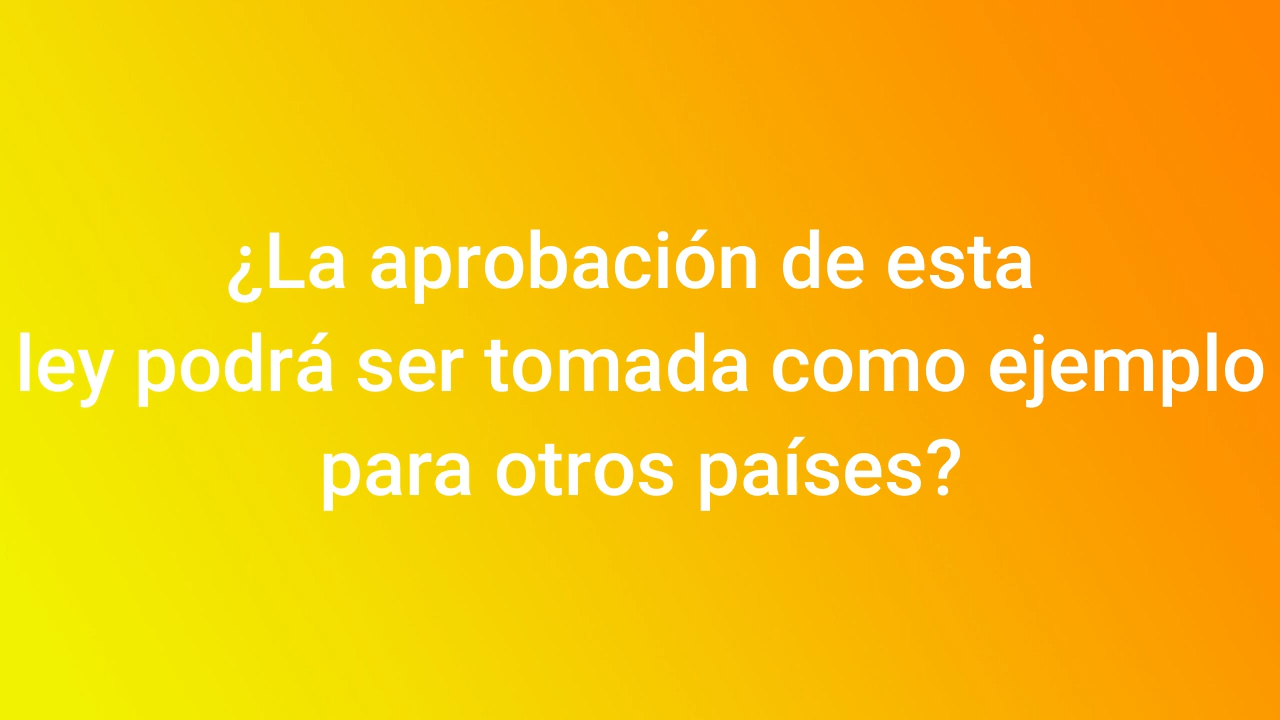 ¿La aprobación de esta
ley podrá ser tomada como ejemplo
para otros países?